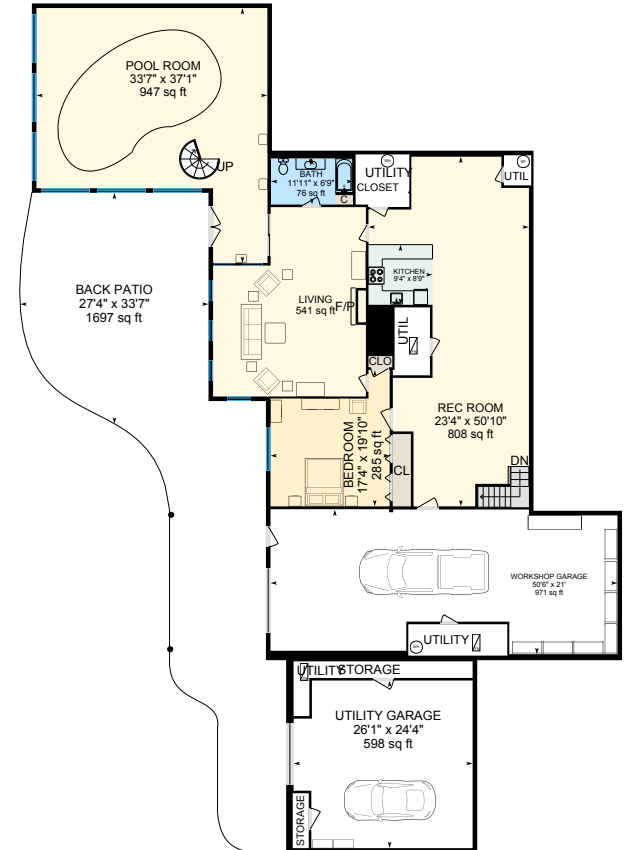 POOL ROOM
33'7" x 37'1"
947 sq ft
UP
BATH
11'11" x 6'9"
76 sq ft
C
WH
UTILITY
CLOSET
UTIL
BACK PATIO
27'4" x 33'7"
1697 sq ft
LIVING
541 sq ft
F/P
KITCHEN
9'4" x 8'9"
UTIL
CLO
REC ROOM
23'4" x 50'10"
808 sq ft
BEDROOM
17'4" x 19'10"
285 sq ft
CL
DN
WORKSHOP GARAGE
50'6" x 21'
971 sq ft
WH
UTILITY
UTILITY
STORAGE
UTILITY GARAGE
26'1" x 24'4"
598 sq ft
STORAGE